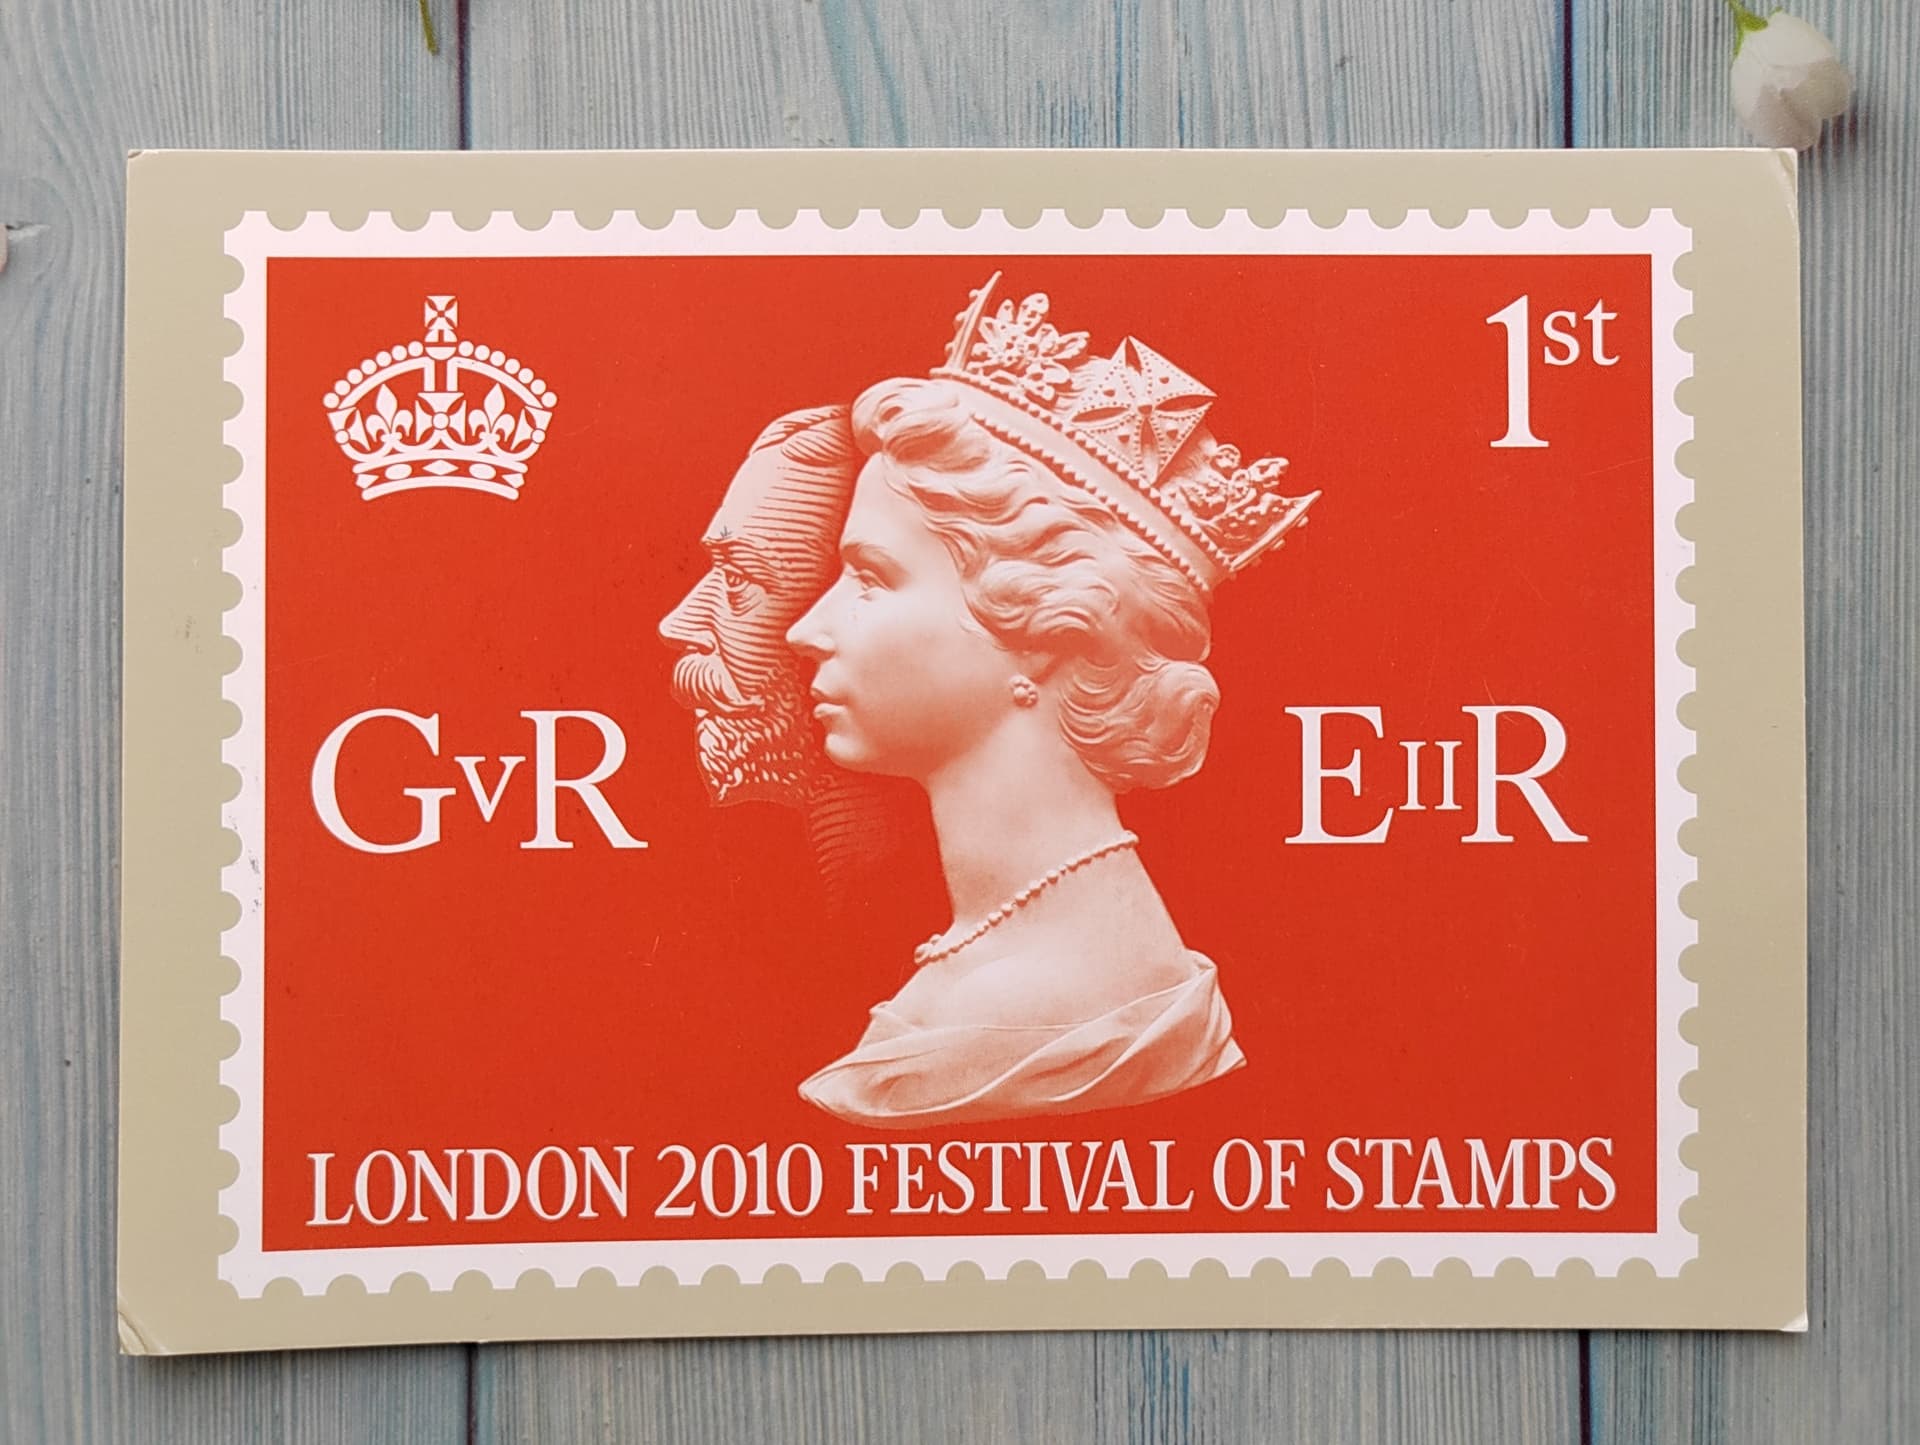 1st
GVR
EIIR
LONDON 2010 FESTIVAL OF STAMPS